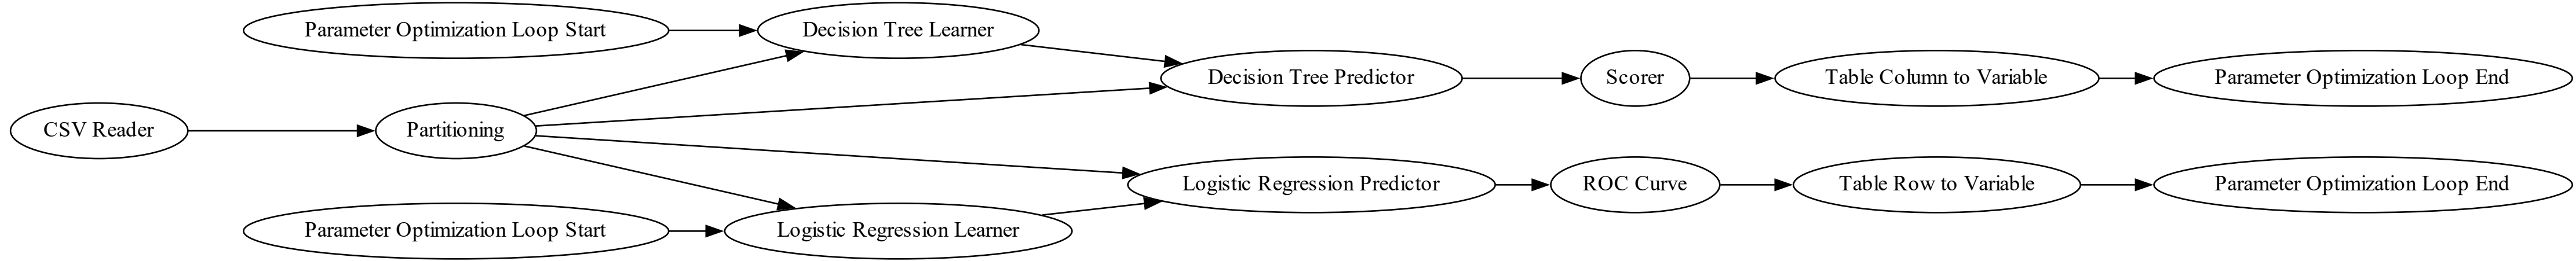 Parameter Optimization Loop Start
Decision Tree Learner
Decision Tree Predictor
Scorer
Table Column to Variable
Parameter Optimization Loop End
CSV Reader
Partitioning
Logistic Regression Predictor
ROC Curve
Table Row to Variable
Parameter Optimization Loop End
Parameter Optimization Loop Start
Logistic Regression Learner